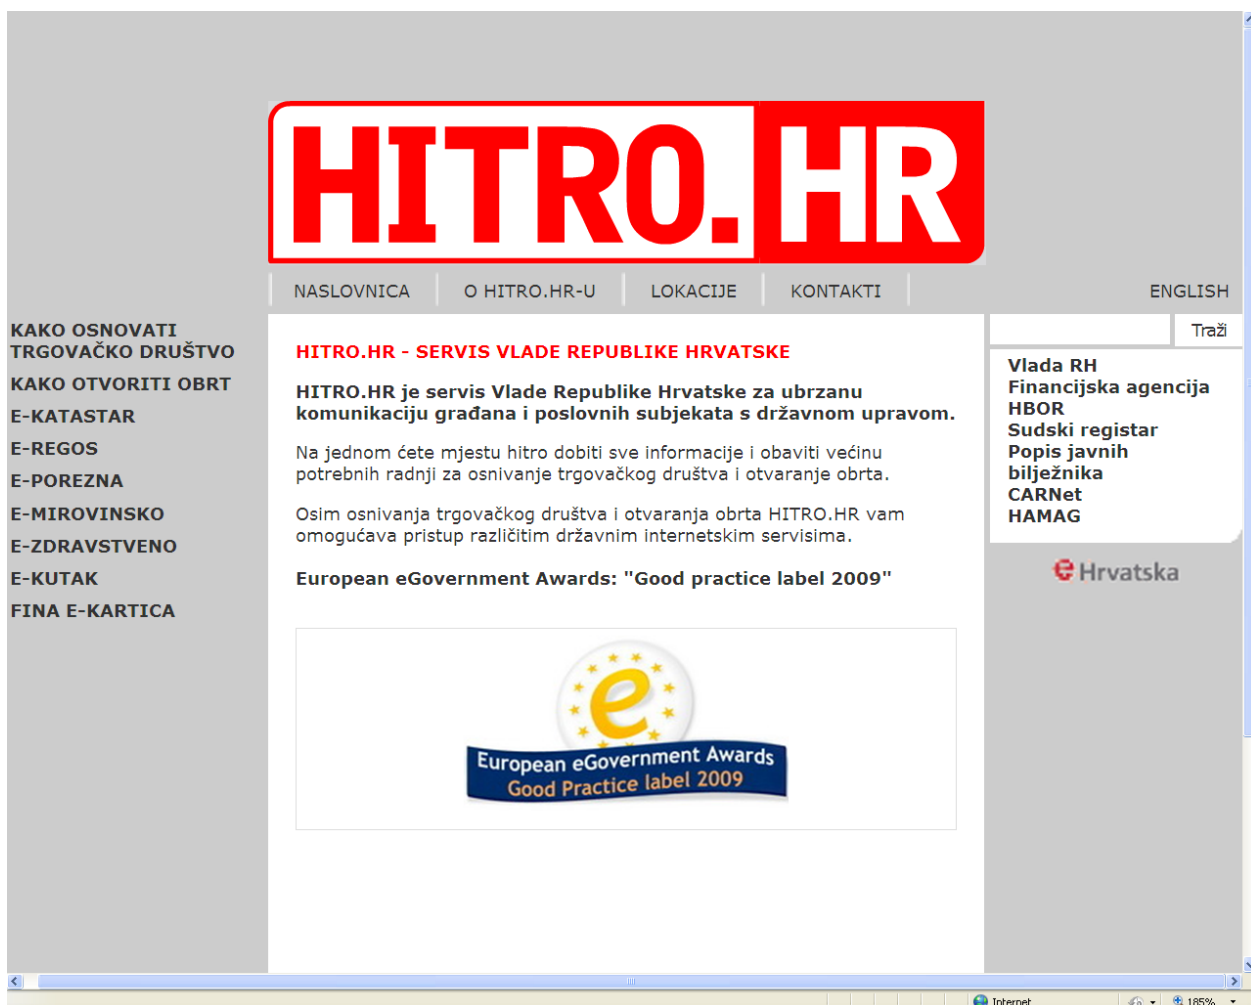 HITRO.HR
NASLOVNICA
O HITRO.HR-U
LOKACIJE
KONTAKTI
ENGLISH
KAKO OSNOVATI
TRGOVAČKO DRUŠTVO
KAKO OTVORITI OBRT
E-KATASTAR
E-REGOS
E-POREZNA
E-MIROVINSKO
E-ZDRAVSTVENO
E-KUTAK
FINA E-KARTICA
HITRO.HR - SERVIS VLADE REPUBLIKE HRVATSKE
HITRO.HR je servis Vlade Republike Hrvatske za ubrzanu
komunikaciju građana i poslovnih subjekata s državnom upravom.
Na jednom ćete mjestu hitro dobiti sve informacije i obaviti većinu
potrebnih radnji za osnivanje trgovačkog društva i otvaranje obrta.
Osim osnivanja trgovačkog društva i otvaranja obrta HITRO.HR vam
omogućava pristup različitim državnim internetskim servisima.
European eGovernment Awards: "Good practice label 2009"
e
European eGovernment Awards
Good Practice label 2009
Traži
Vlada RH
Financijska agencija
HBOR
Sudski registar
Popis javnih
bilježnika
CARNet
HAMAG
e Hrvatska
Internet
185%